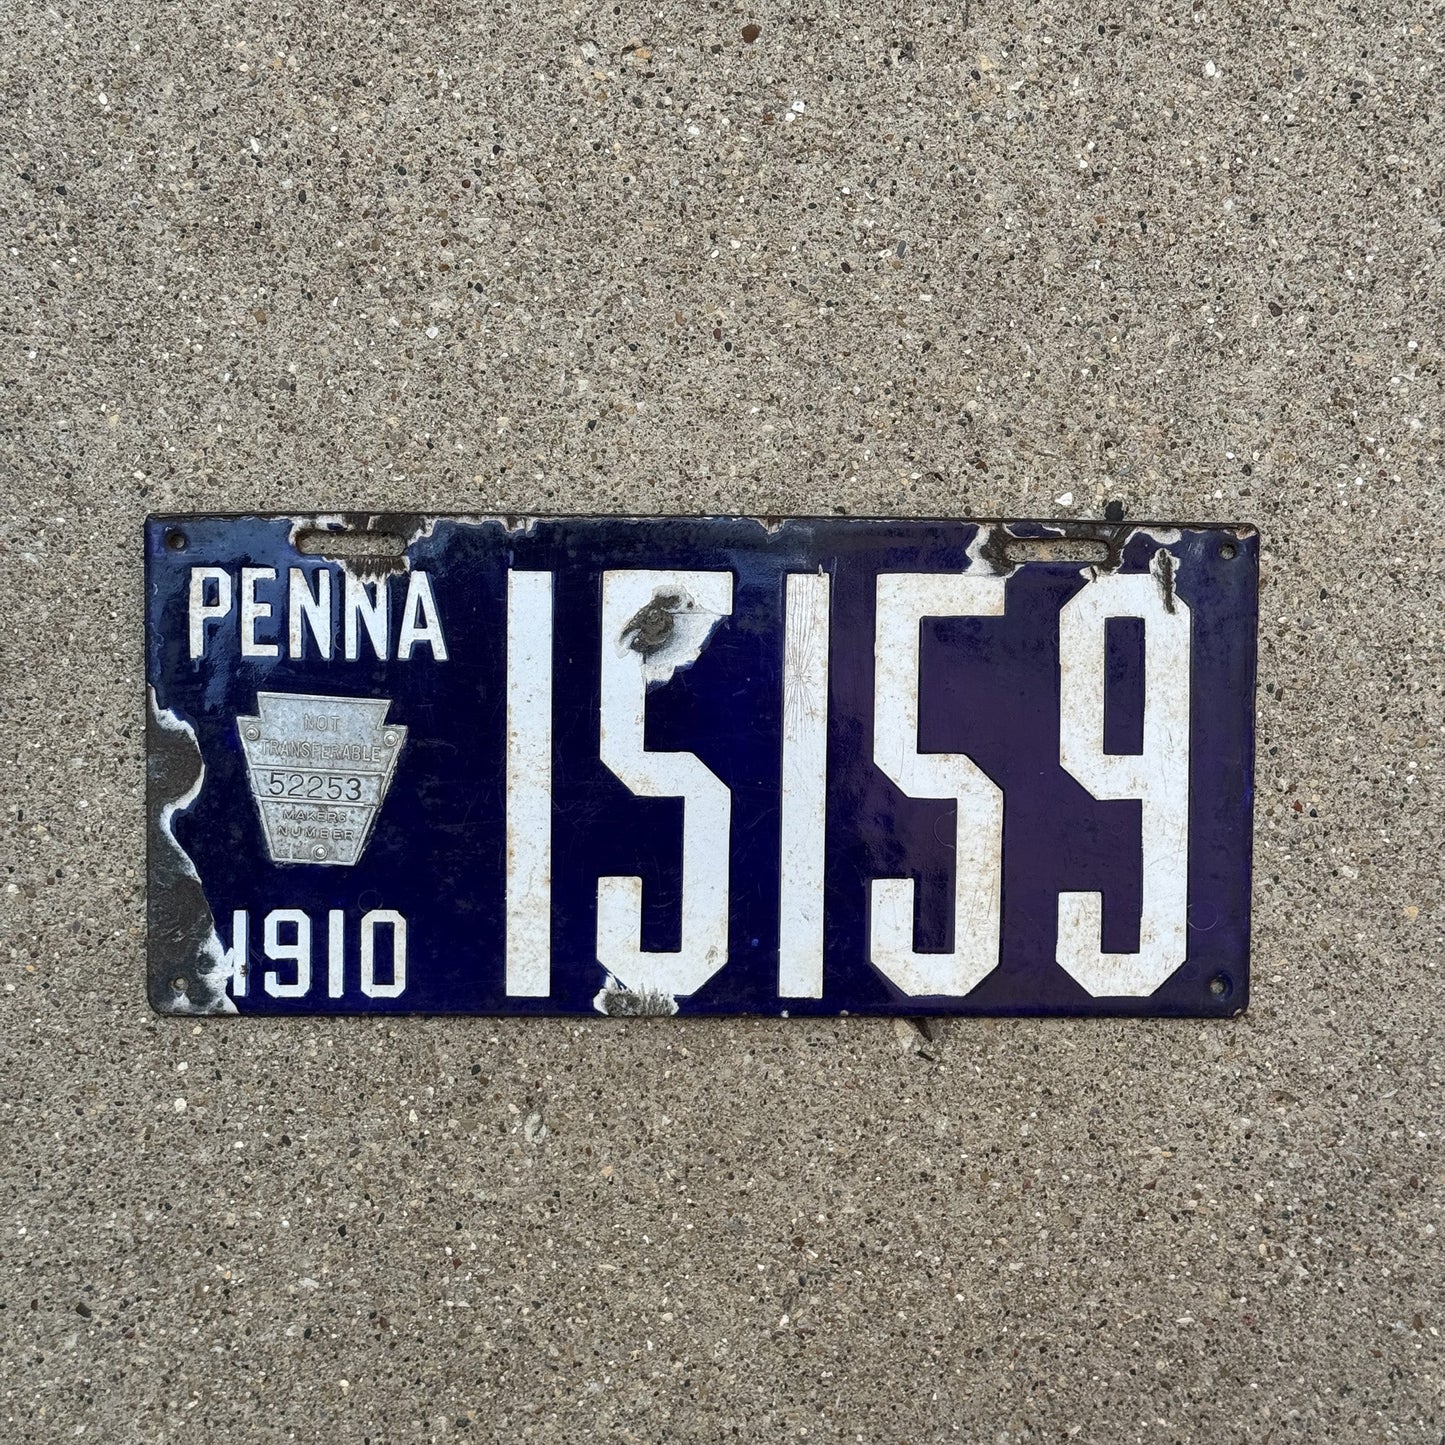 PENNA
NOT
TRANSFERABLE
52253
MAKERS
NUMBER
1910
15159